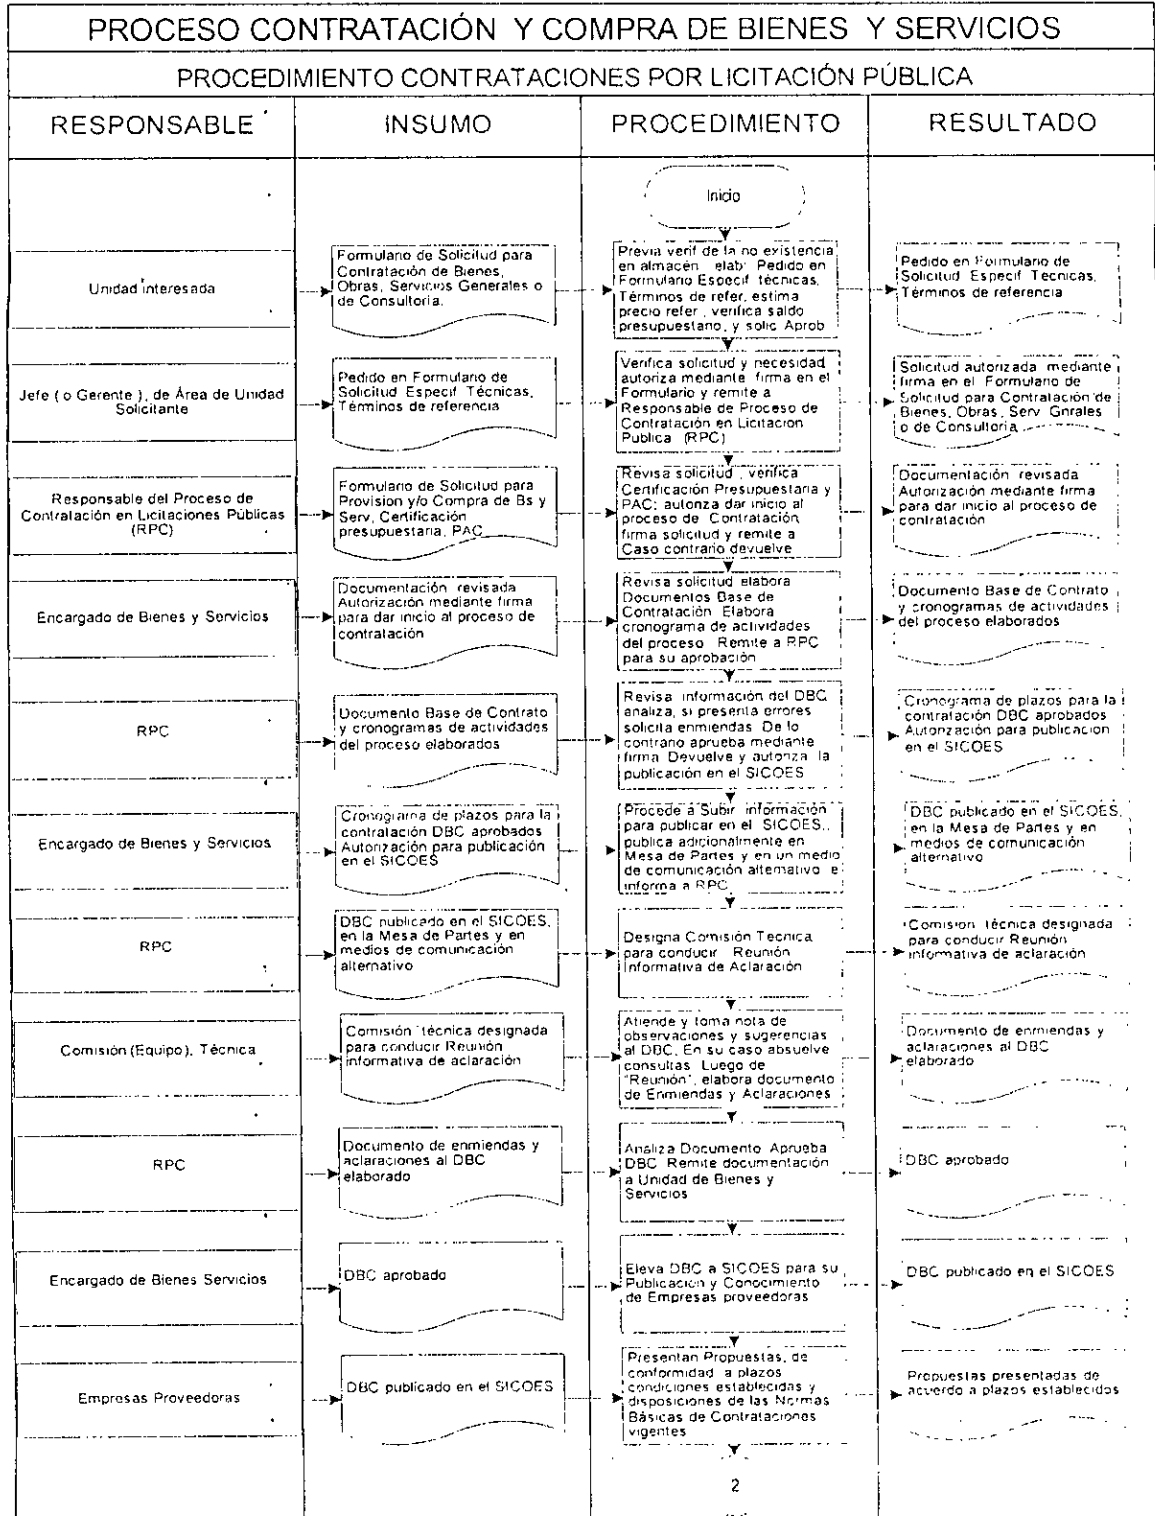 PROCESO CONTRATACIÓN Y COMPRA DE BIENES Y SERVICIOS
PROCEDIMIENTO CONTRATACIONES POR LICITACIÓN PÚBLICA
RESPONSABLE
INSUMO
PROCEDIMIENTO
RESULTADO
Inicio
Unidad interesada
Formulario de Solicitud para
Contratación de Bienes,
Obras, Servicios Generales o
de Consultoria.
Previa verif de la no existencia
en almacén elab: Pedido en
Formulario Especif técnicas,
Términos de refer, estima
precio refer, verifica saldo
presupuestario, y solic Aprob
Pedido en Formulario de
Solicitud Especif Tecnicas,
Términos de referencia
Jefe ( o Gerente ), de Área de Unidad
Solicitante
Pedido en Formulario de
Solicitud Especif Técnicas,
Términos de referencia
Verifica solicitud y necesidad
autoriza mediante firma en el
Formulario y remite a
Responsable de Proceso de
Contratación en Licitacion
Publica (RPC)
Solicitud autorizada mediante
firma en el Formulario de
Solicitud para Contratación de
Bienes, Obras, Serv Gnrales
o de Consultoria
Responsable del Proceso de
Contratación en Licitaciones Públicas
(RPC)
Formulario de Solicitud para
Provision y/o Compra de Bs y
Serv, Certificación
presupuestaria, PAC
Revisa solicitud, verifica
Certificación Presupuestaria y
PAC; autoriza dar inicio al
proceso de Contratación,
firma solicitud y remite a
Caso contrario devuelve
Documentación revisada
Autorización mediante firma
para dar inicio al proceso de
contratación
Encargado de Bienes y Servicios
Documentación revisada
Autorización mediante firma
para dar inicio al proceso de
contratación
Revisa solicitud elabora
Documentos Base de
Contratación Elabora
cronograma de actividades
del proceso Remite a RPC
para su aprobación
Documento Base de Contrato
y cronogramas de actividades
del proceso elaborados
RPC
Documento Base de Contrato
y cronogramas de actividades
del proceso elaborados
Revisa información del DBC
analiza, si presenta errores
solicita enmiendas De lo
contrario aprueba mediante
firma Devuelve y autoriza la
publicación en el SICOES
Cronograma de plazos para la
contratación DBC aprobados
Autorización para publicacion
en el SICOES
Encargado de Bienes y Servicios
Cronograma de plazos para la
contratación DBC aprobados
Autorización para publicación
en el SICOES
Procede a Subir información
para publicar en el SICOES,
publica adicionalmente en
Mesa de Partes y en un medio
de comunicación alternativo e
informa a RPC
DBC publicado en el SICOES,
en la Mesa de Partes y en
medios de comunicación
alternativo
RPC
DBC publicado en el SICOES,
en la Mesa de Partes y en
medios de comunicación
alternativo
Designa Comisión Tecnica
para conducir Reunión
Informativa de Aclaración
Comision técnica designada
para conducir Reunión
informativa de aclaración
Comisión (Equipo), Técnica
Comisión técnica designada
para conducir Reunión
informativa de aclaración
Atiende y toma nota de
observaciones y sugerencias
al DBC, En su caso absuelve
consultas Luego de
"Reunión", elabora documento
de Enmiendas y Aclaraciones
Documento de enmiendas y
aclaraciones al DBC
elaborado
RPC
Documento de enmiendas y
aclaraciones al DBC
elaborado
Analiza Documento Aprueba
DBC Remite documentación
a Unidad de Bienes y
Servicios
DBC aprobado
Encargado de Bienes Servicios
DBC aprobado
Eleva DBC a SICOES para su
Publicacion y Conocimiento
de Empresas proveedoras
DBC publicado en el SICOES
Empresas Proveedoras
DBC publicado en el SICOES
Presentan Propuestas, de
conformidad a plazos
condiciones establecidas y
disposiciones de las Normas
Básicas de Contrataciones
vigentes
Propuestas presentadas de
acuerdo a plazos establecidos
2